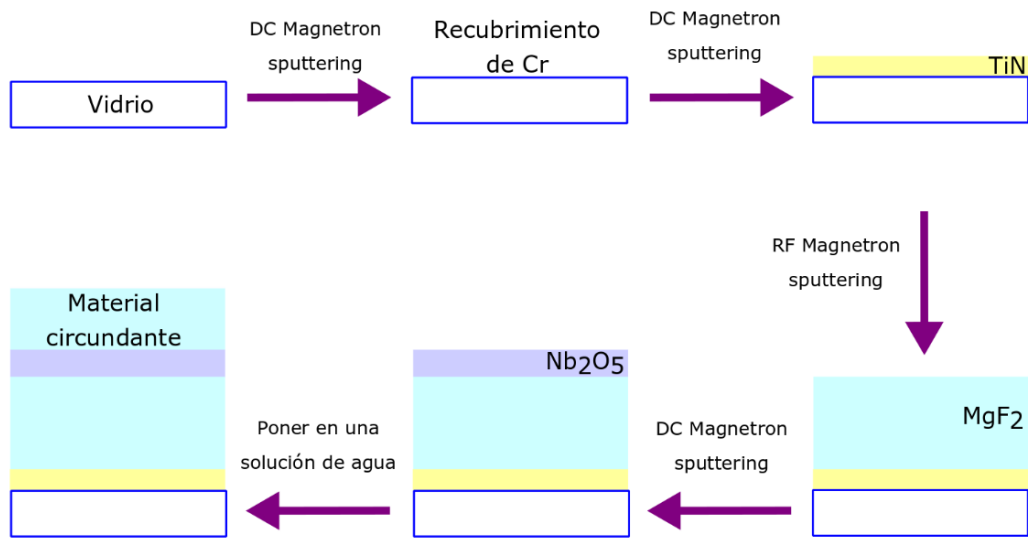 Vidrio
DC Magnetron
sputtering
Recubrimiento
de Cr
DC Magnetron
sputtering
TiN
RF Magnetron
sputtering
MgF2
DC Magnetron
sputtering
Nb2O5
Poner en una
solución de agua
Material
circundante